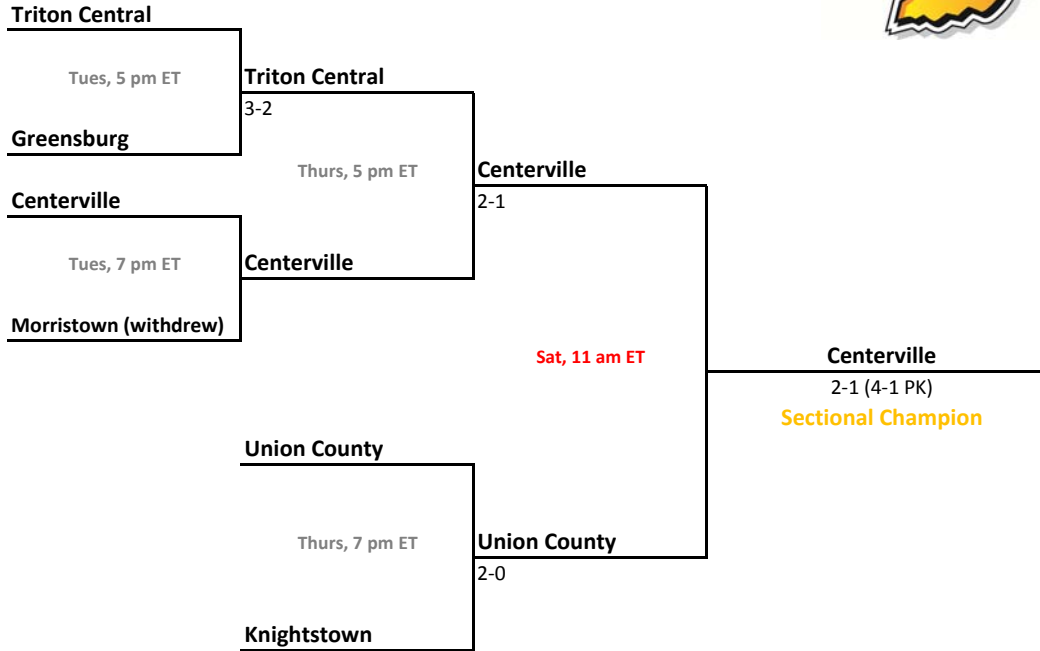 Triton Central
Tues, 5 pm ET
Triton Central
3-2
Greensburg
Thurs, 5 pm ET
Centerville
2-1
Centerville
Tues, 7 pm ET
Centerville
Morristown (withdrew)
Sat, 11 am ET
Centerville
2-1 (4-1 PK)
Sectional Champion
Union County
Thurs, 7 pm ET
Union County
2-0
Knightstown